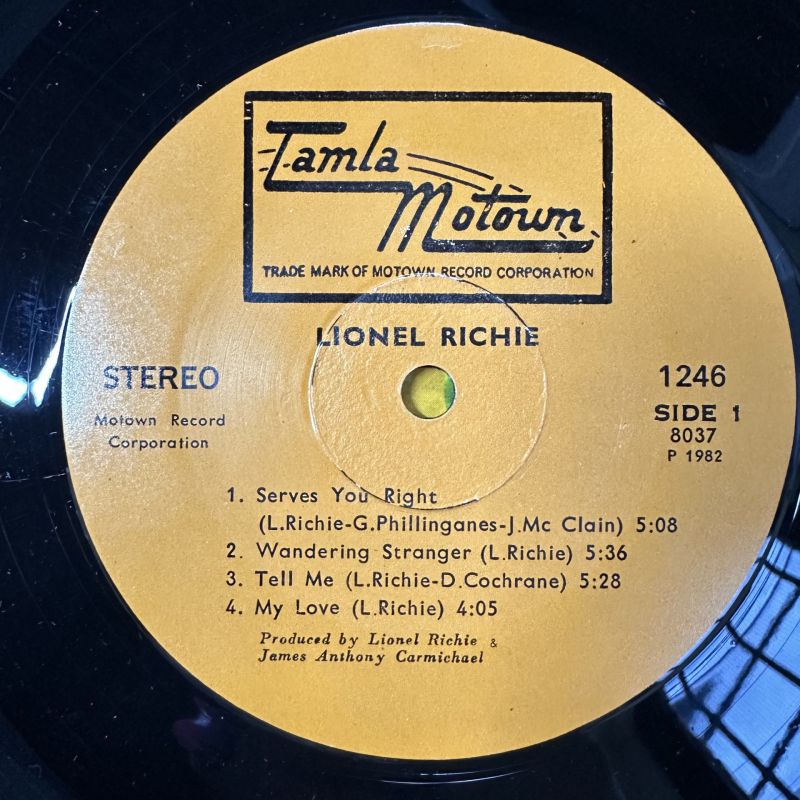 Tamla
Motown
TRADE MARK OF MOTOWN RECORD CORPORATION
LIONEL RICHIE
STEREO
Motown Record
Corporation
1246
SIDE 1
8037
P 1982
1. Serves You Right
(L.Richie-G.Phillinganes-J.Mc Clain) 5:08
2. Wandering Stranger (L.Richie) 5:36
3. Tell Me (L.Richie-D.Cochrane) 5:28
4. My Love (L.Richie) 4:05
Produced by Lionel Richie &
James Anthony Carmichael